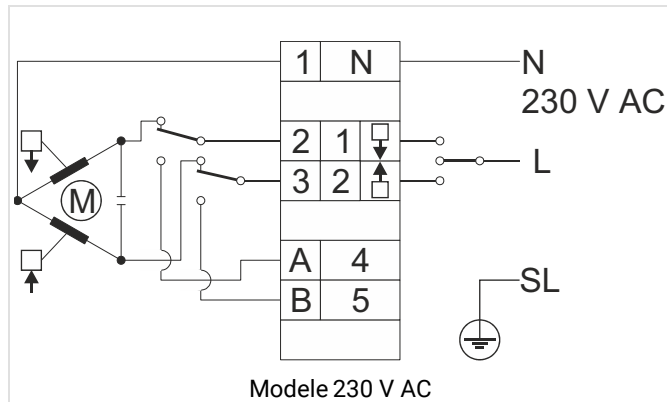 1 N N
230 V AC
2 1
L
3 2
M
A 4
SL
B 5
Modele 230 V AC